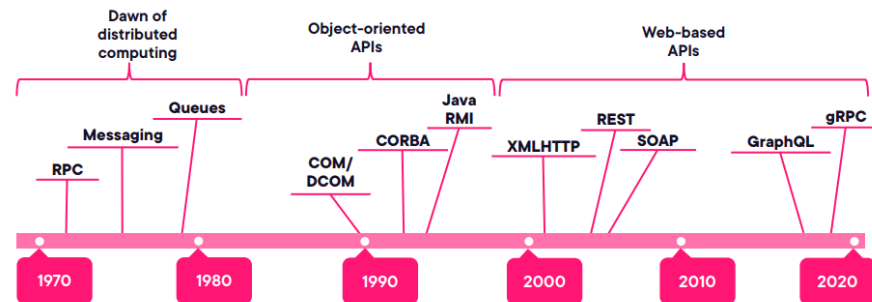 Dawn of
distributed
computing
Object-oriented
APIs
Web-based
APIs
Queues
Messaging
RPC
COM/
DCOM
CORBA
Java
RMI
XMLHTTP
REST
SOAP
GraphQL
gRPC
1970
1980
1990
2000
2010
2020